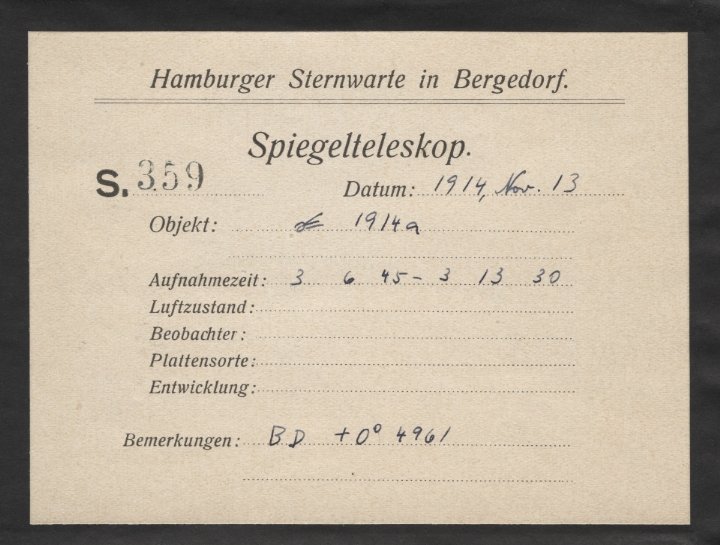 Hamburger Sternwarte in Bergedorf.
Spiegelteleskop.
S. 359
Datum: 1914, Nov. 13
Objekt: 1914a
Aufnahmezeit: 3 6 45 – 3 13 30
Luftzustand:
Beobachter:
Plattensorte:
Entwicklung:
Bemerkungen: BD +0° 4961